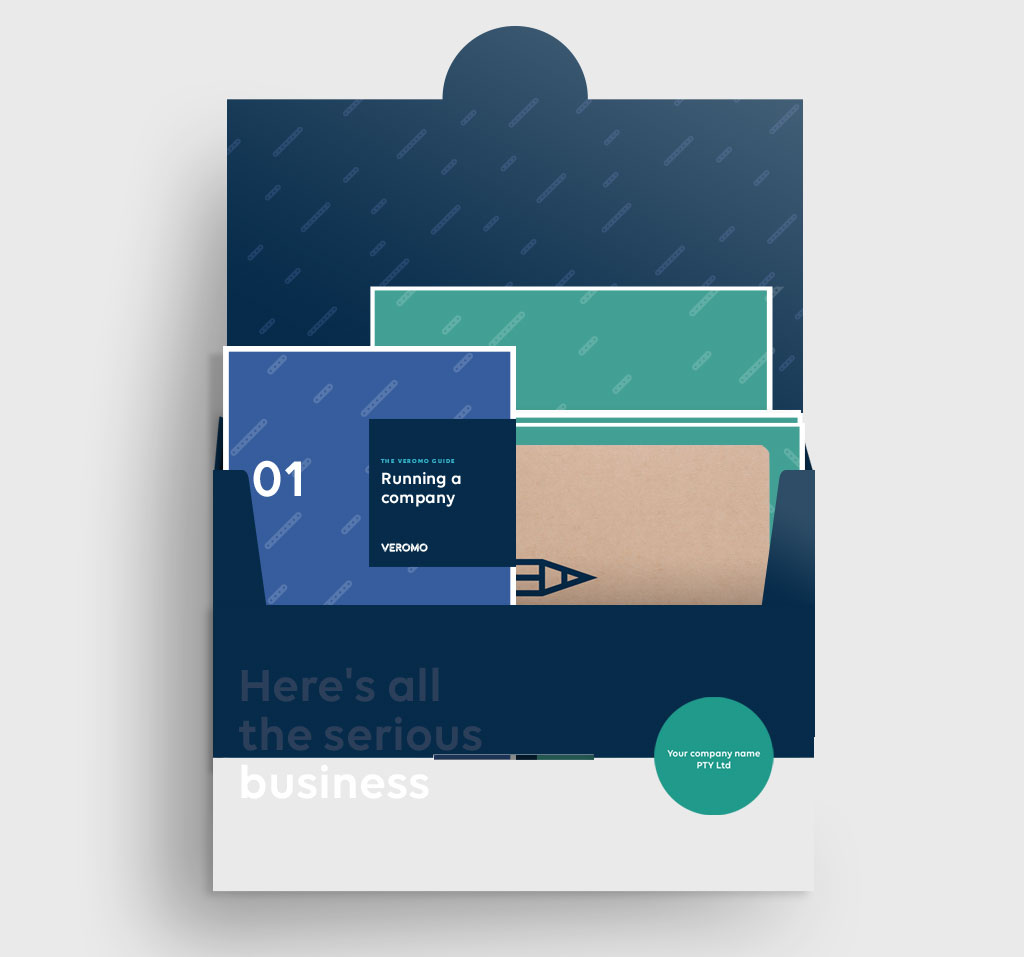 01
THE VEROMO GUIDE
Running a
company
VEROMO
Here's all
the serious
business
Your company name
PTY Ltd